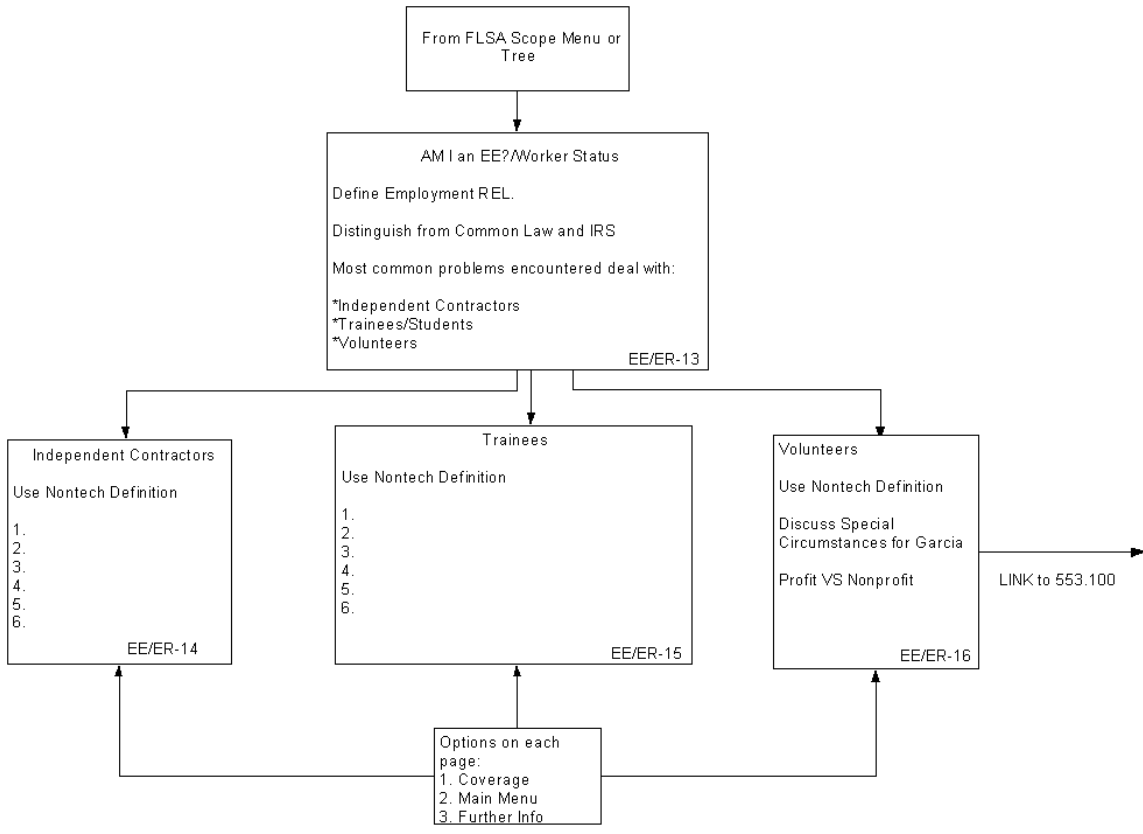 From FLSA Scope Menu or
Tree
AM I an EE?/Worker Status
Define Employment REL.
Distinguish from Common Law and IRS
Most common problems encountered deal with:
*Independent Contractors
*Trainees/Students
*Volunteers
EE/ER-13
Independent Contractors
Use Nontech Definition
1.
2.
3.
4.
5.
6.
EE/ER-14
Trainees
Use Nontech Definition
1.
2.
3.
4.
5.
6.
EE/ER-15
Volunteers
Use Nontech Definition
Discuss Special
Circumstances for Garcia
Profit VS Nonprofit
EE/ER-16
LINK to 553.100
Options on each
page:
1. Coverage
2. Main Menu
3. Further Info